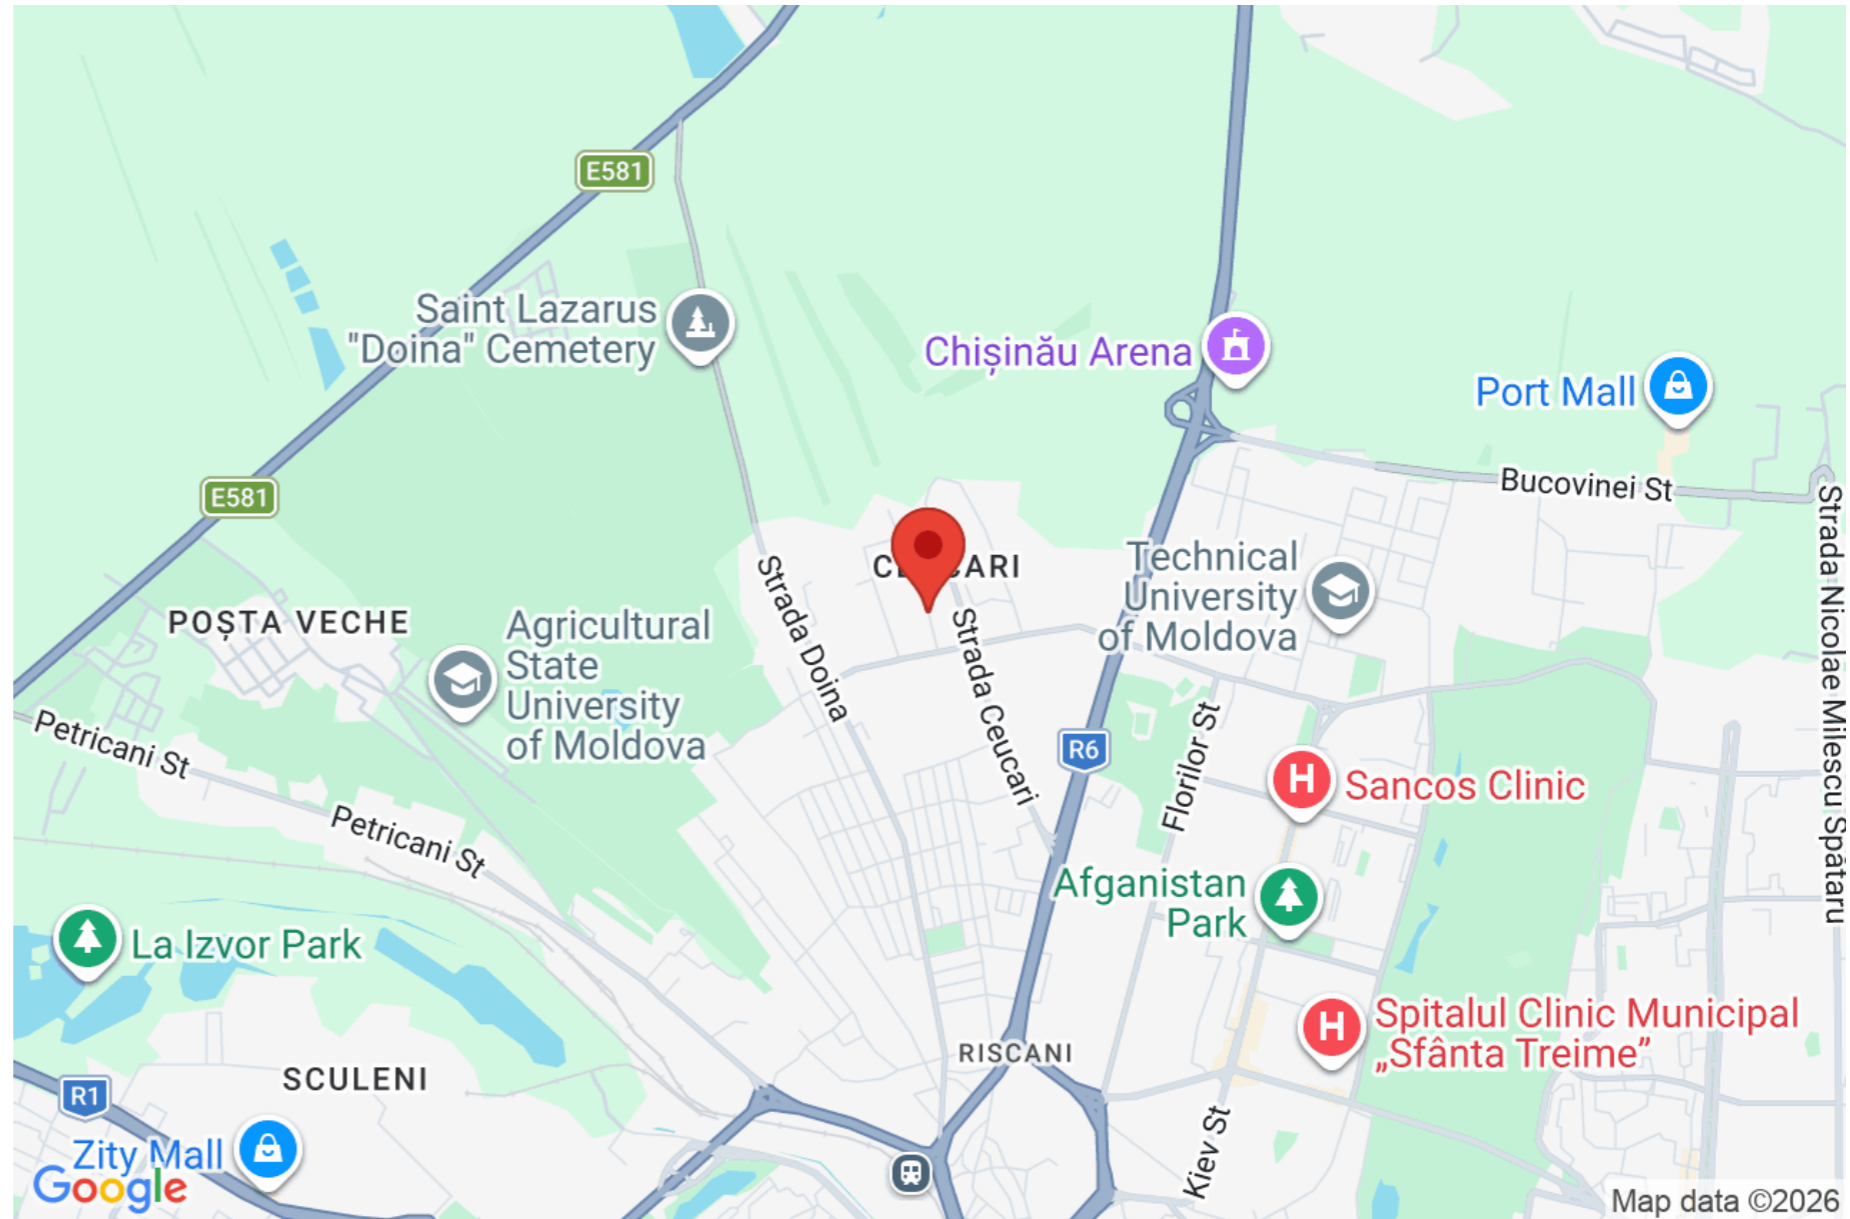 E581
Saint Lazarus
"Doina" Cemetery
Chișinău Arena
Port Mall
E581
Bucovinei St
Strada Nicolae Milescu Spătaru
Technical
University
of Moldova
Strada Doina
Strada Ceucari
POȘTA VECHE
Agricultural
State
University
of Moldova
Petricani St
R6
Florilor St
Sancos Clinic
Petricani St
Afganistan
Park
La Izvor Park
Spitalul Clinic Municipal
„Sfânta Treime”
RISCANI
SCULENI
R1
Kiev St
Zity Mall
Google
Map data ©2026